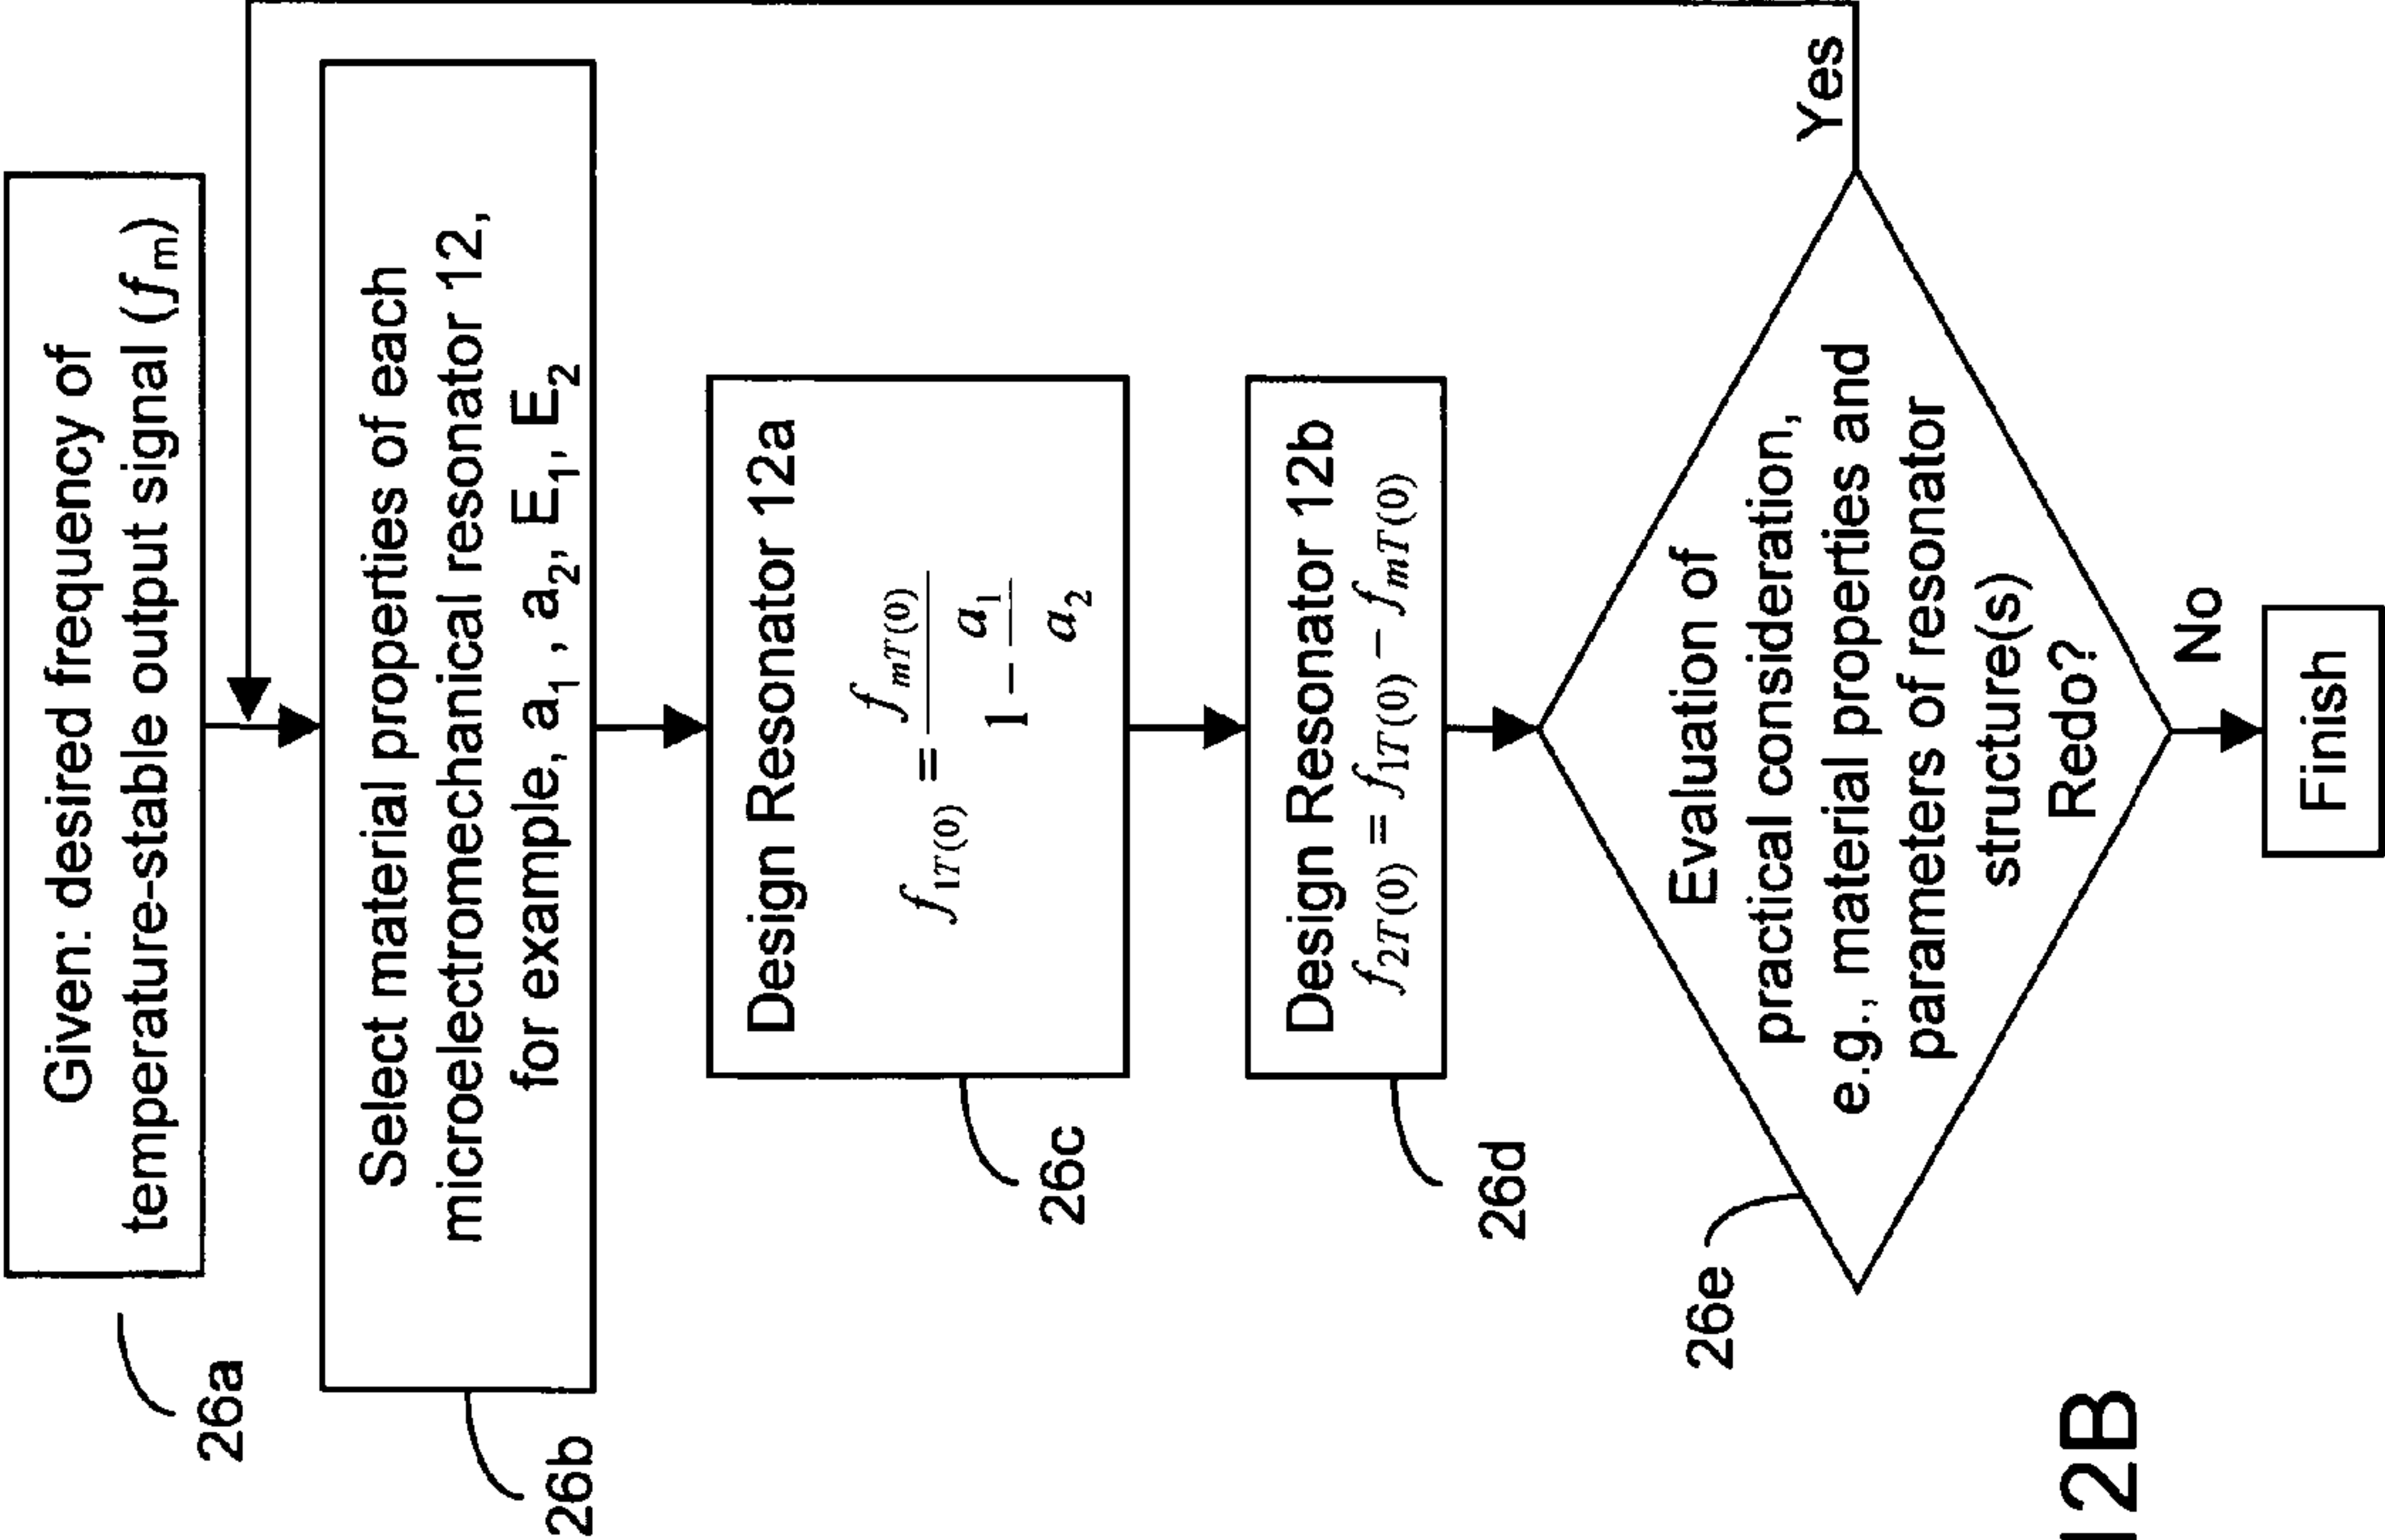 Given: desired frequency of
temperature-stable output signal (fm)
26a
Select material properties of each
microelectromechanical resonator 12,
for example, a1 , a2, E1, E2
26b
Design Resonator 12a
f1T(0) = fmT(0) / 1 − a1 / a2
26c
Design Resonator 12b
f2T(0) = f1T(0) − fmT(0)
26d
Evaluation of
practical consideration,
e.g., material properties and
parameters of resonator
structure(s)
Redo?
26e
Yes
No
Finish
12B